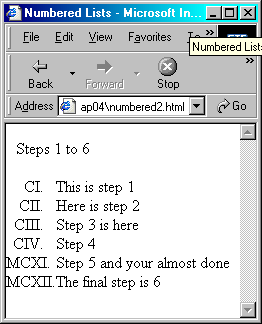 Numbered Lists - Microsoft In...
File Edit View Favorites To »
Numbered Lists
Back Forward Stop »
Address ap04\numbered2.html Go
Steps 1 to 6
CI. This is step 1
CII. Here is step 2
CIII. Step 3 is here
CIV. Step 4
MCXI. Step 5 and your almost done
MCXII. The final step is 6